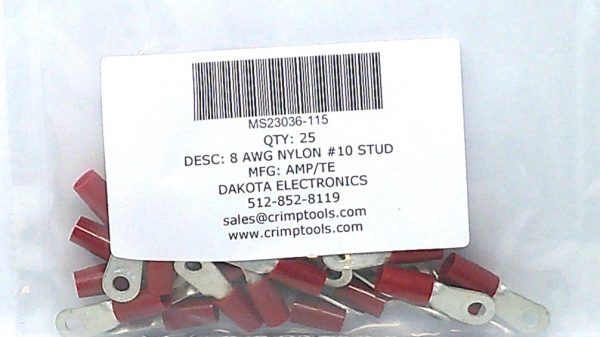 MS23036-115
QTY: 25
DESC: 8 AWG NYLON #10 STUD
MFG: AMP/TE
DAKOTA ELECTRONICS
512-852-8119
sales@crimptools.com
www.crimptools.com